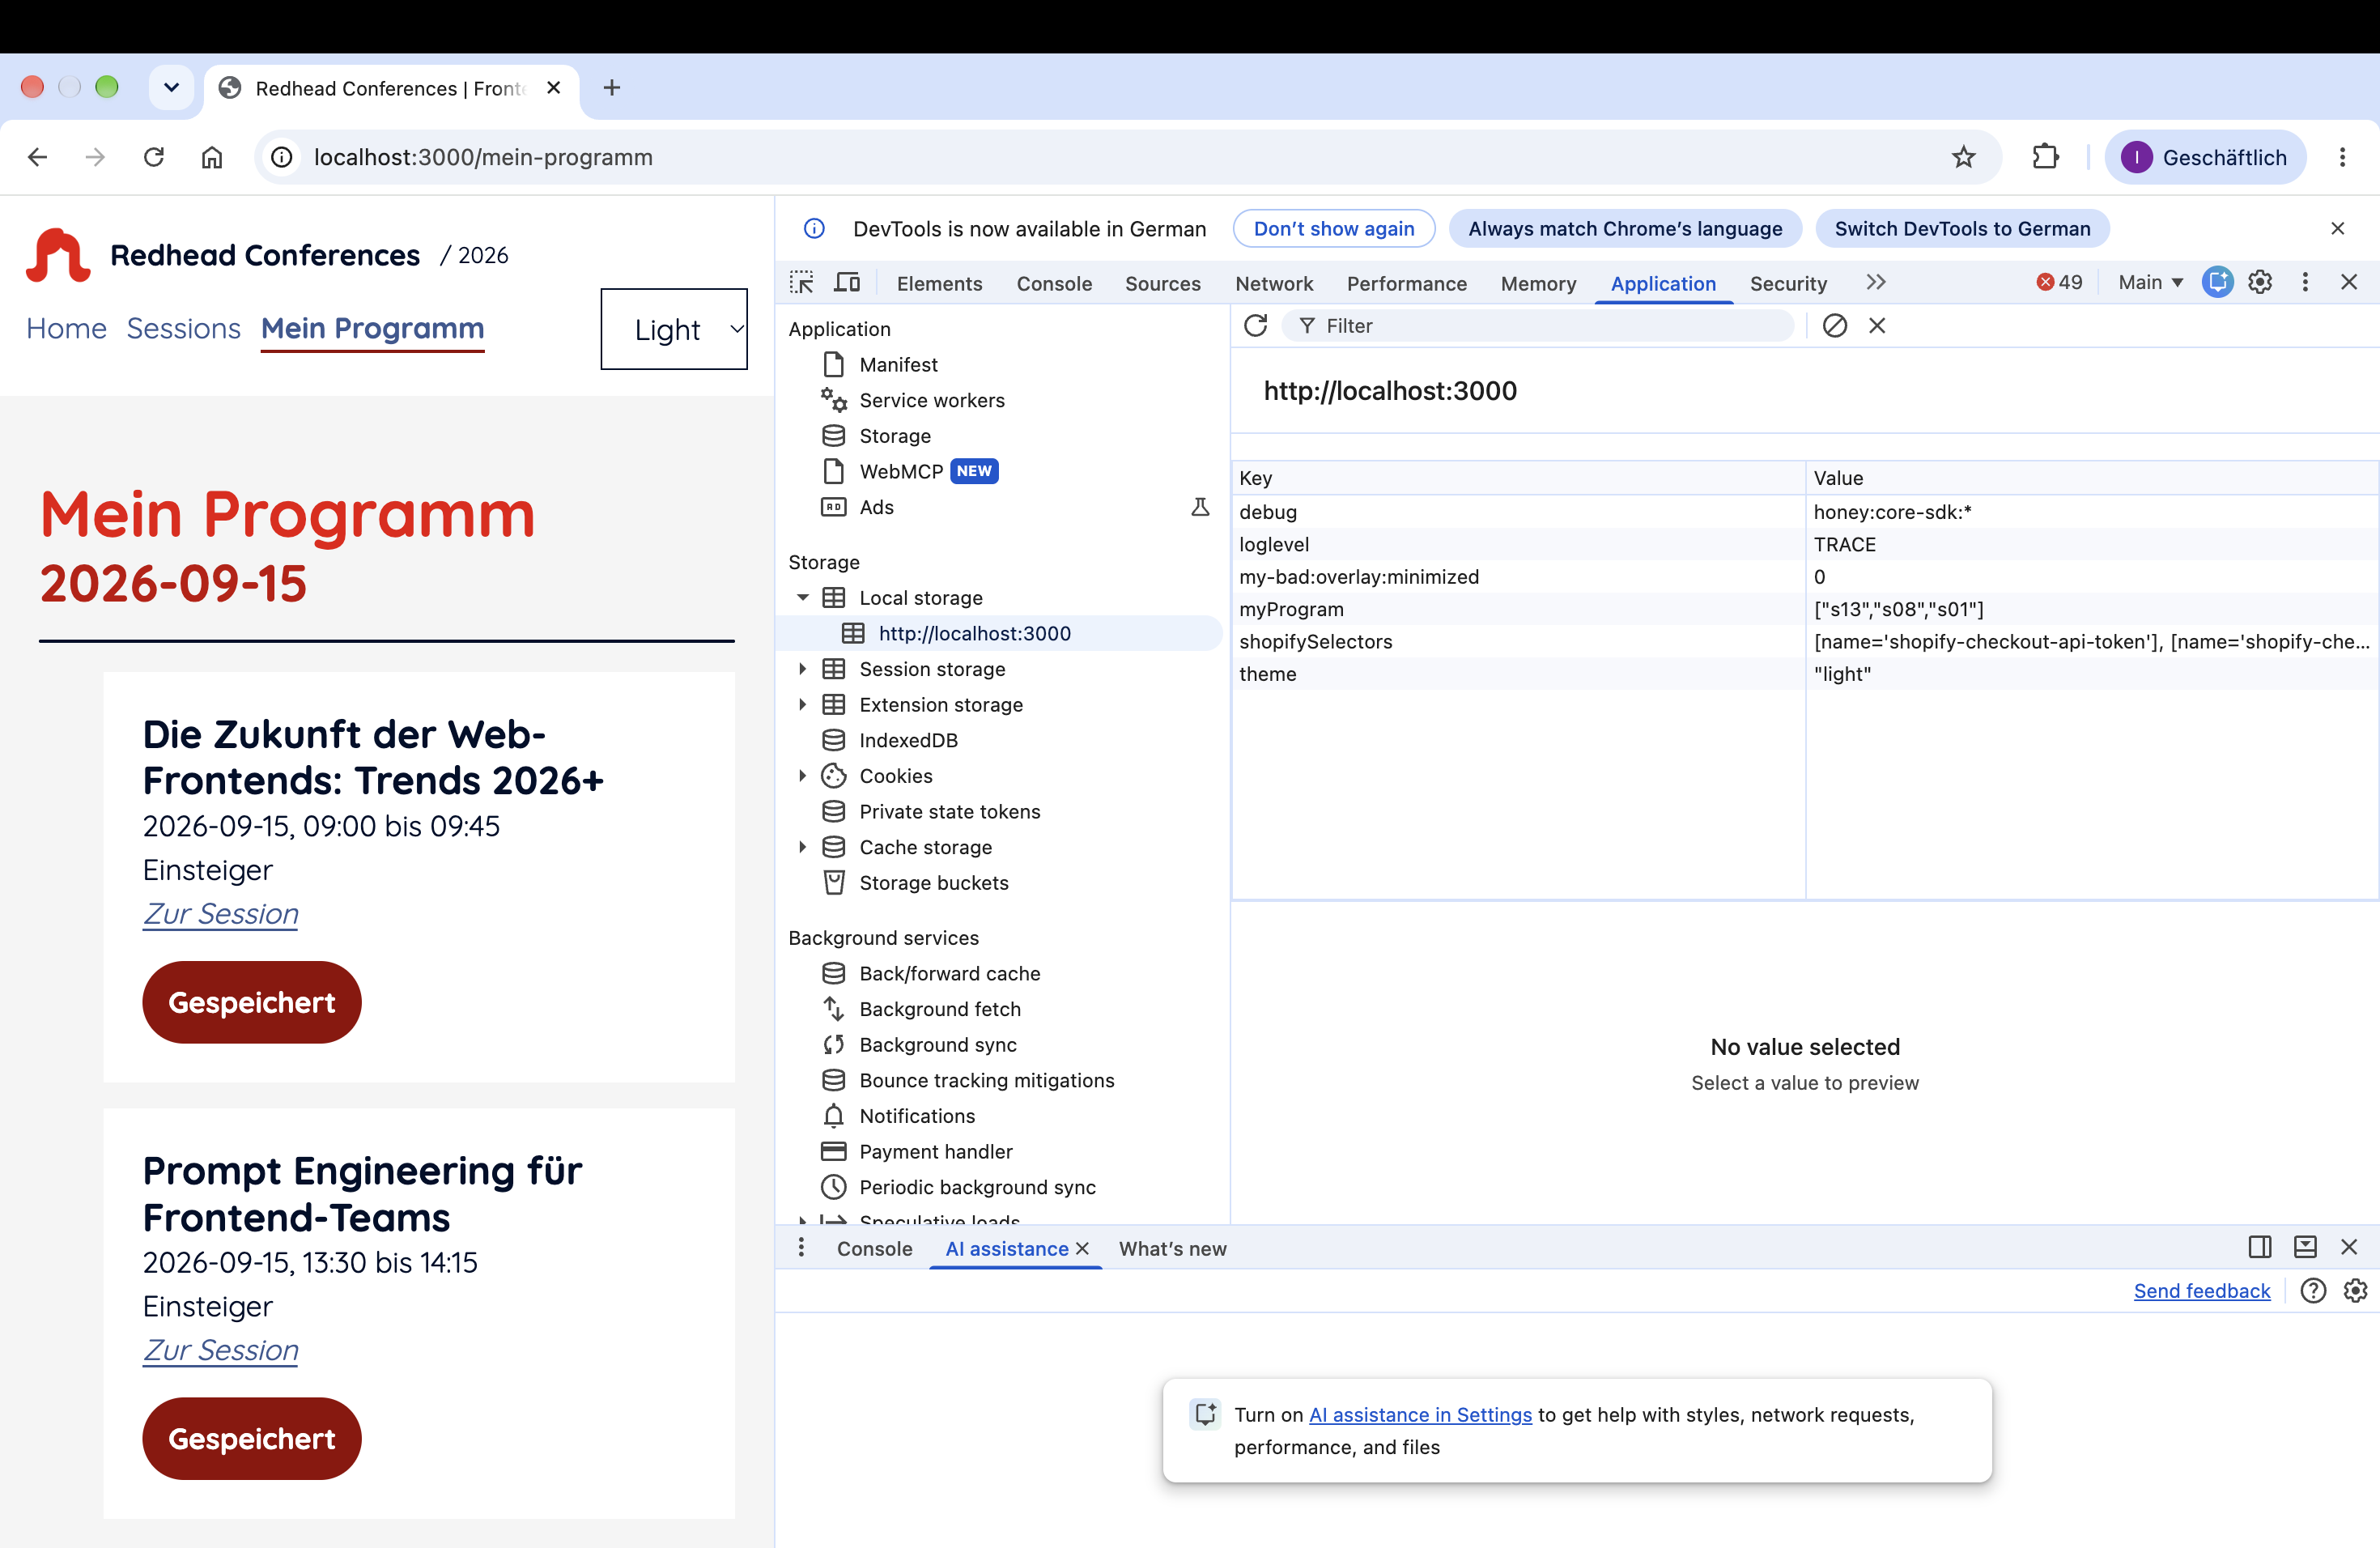 Redhead Conferences | Fronte
localhost:3000/mein-programm
I
Geschäftlich
Redhead Conferences / 2026
Home Sessions Mein Programm
Light
Mein Programm
2026-09-15
Die Zukunft der Web-
Frontends: Trends 2026+
2026-09-15, 09:00 bis 09:45
Einsteiger
Zur Session
Gespeichert
Prompt Engineering für
Frontend-Teams
2026-09-15, 13:30 bis 14:15
Einsteiger
Zur Session
Gespeichert
DevTools is now available in German Don't show again Always match Chrome's language Switch DevTools to German
Elements Console Sources Network Performance Memory Application Security 49 Main
Application
Manifest
Service workers
Storage
WebMCP NEW
AD Ads
Storage
Local storage
http://localhost:3000
Session storage
Extension storage
IndexedDB
Cookies
Private state tokens
Cache storage
Storage buckets
Background services
Back/forward cache
Background fetch
Background sync
Bounce tracking mitigations
Notifications
Payment handler
Periodic background sync
Speculative loads
Filter
http://localhost:3000
Key Value
debug honey:core-sdk:*
loglevel TRACE
my-bad:overlay:minimized 0
myProgram ["s13","s08","s01"]
shopifySelectors [name='shopify-checkout-api-token'], [name='shopify-che...
theme "light"
No value selected
Select a value to preview
Console AI assistance What's new
Send feedback
Turn on AI assistance in Settings to get help with styles, network requests,
performance, and files